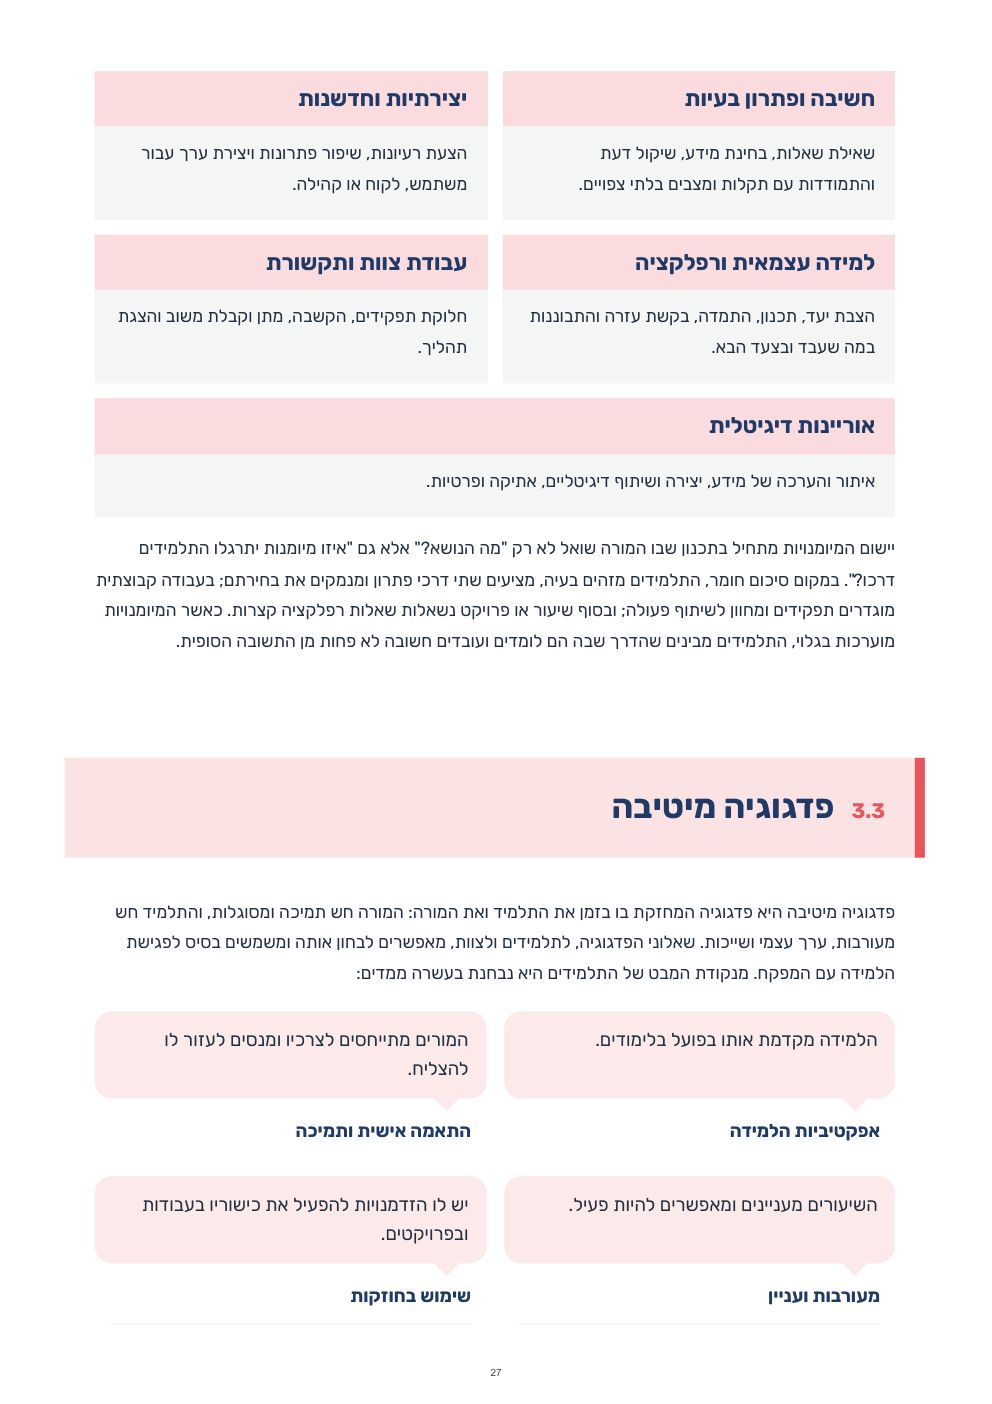 חשיבה ופתרון בעיות
שאילת שאלות, בחינת מידע, שיקול דעת
והתמודדות עם תקלות ומצבים בלתי צפויים.
יצירתיות וחדשנות
הצעת רעיונות, שיפור פתרונות ויצירת ערך עבור
משתמש, לקוח או קהילה.
למידה עצמאית ורפלקציה
הצבת יעד, תכנון, התמדה, בקשת עזרה והתבוננות
במה שעבד ובצעד הבא.
עבודת צוות ותקשורת
חלוקת תפקידים, הקשבה, מתן וקבלת משוב והצגת
תהליך.
אוריינות דיגיטלית
איתור והערכה של מידע, יצירה ושיתוף דיגיטליים, אתיקה ופרטיות.
יישום המיומנויות מתחיל בתכנון שבו המורה שואל לא רק "מה הנושא?" אלא גם "איזו מיומנות יתרגלו התלמידים
דרכו?". במקום סיכום חומר, התלמידים מזהים בעיה, מציעים שתי דרכי פתרון ומנמקים את בחירתם; בעבודה קבוצתית
מוגדרים תפקידים ומחוון לשיתוף פעולה; ובסוף שיעור או פרויקט נשאלות שאלות רפלקציה קצרות. כאשר המיומנויות
מוערכות בגלוי, התלמידים מבינים שהדרך שבה הם לומדים ועובדים חשובה לא פחות מן התשובה הסופית.
3.3 פדגוגיה מיטיבה
פדגוגיה מיטיבה היא פדגוגיה המחזקת בו בזמן את התלמיד ואת המורה: המורה חש תמיכה ומסוגלות, והתלמיד חש
מעורבות, ערך עצמי ושייכות. שאלוני הפדגוגיה, לתלמידים ולצוות, מאפשרים לבחון אותה ומשמשים בסיס לפגישת
הלמידה עם המפקח. מנקודת המבט של התלמידים היא נבחנת בעשרה ממדים:
הלמידה מקדמת אותו בפועל בלימודים.
אפקטיביות הלמידה
המורים מתייחסים לצרכיו ומנסים לעזור לו
להצליח.
התאמה אישית ותמיכה
השיעורים מעניינים ומאפשרים להיות פעיל.
מעורבות ועניין
יש לו הזדמנויות להפעיל את כישוריו בעבודות
ובפרויקטים.
שימוש בחוזקות
27